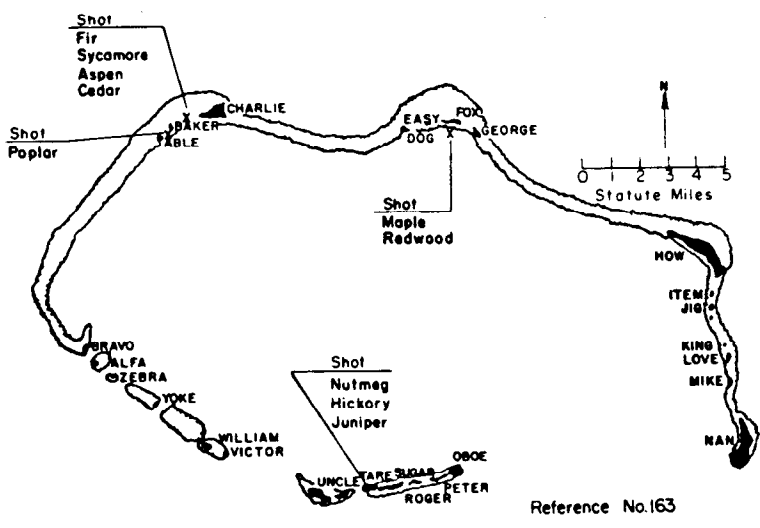 Shot
Fir
Sycamore
Aspen
Cedar
Shot
Poplar
CHARLIE
BAKER
ABLE
EASY
FOX
DOG
GEORGE
Shot
Maple
Redwood
N
0 1 2 3 4 5
Statute Miles
HOW
ITEM
JIG
KING
LOVE
MIKE
NAN
BRAVO
ALFA
ZEBRA
YOKE
WILLIAM
VICTOR
Shot
Nutmeg
Hickory
Juniper
UNCLE
TARE
SUGAR
OBOE
ROGER
PETER
Reference No.163